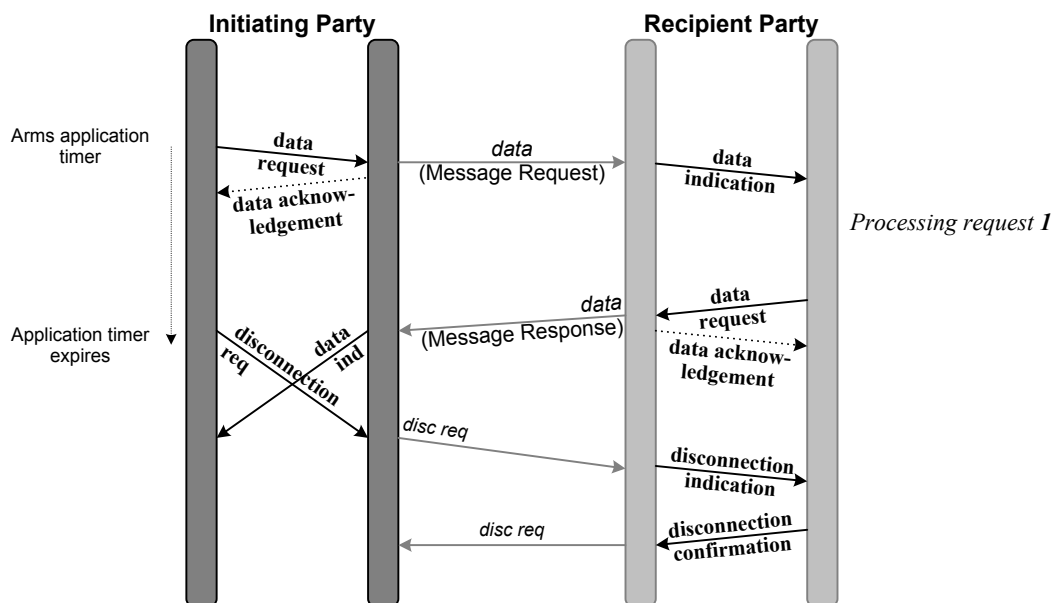 Initiating Party
Recipient Party
Arms application
timer
data
request
data
(Message Request)
data
indication
data acknow-
ledgement
Processing request 1
data
request
data
(Message Response)
data acknow-
ledgement
Application timer
expires
disconnection
req
data
ind
disc req
disconnection
indication
disc req
disconnection
confirmation